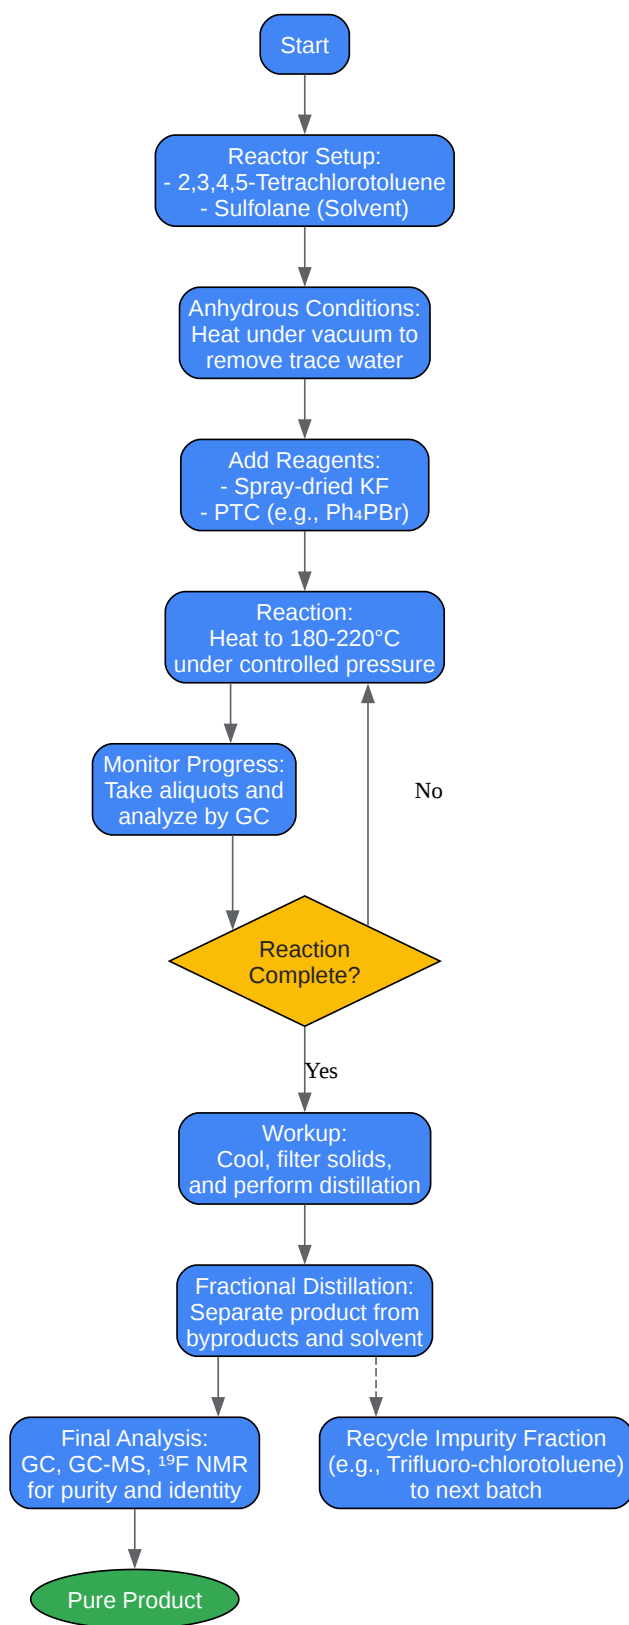 Start
Reactor Setup:
- 2,3,4,5-Tetrachlorotoluene
- Sulfolane (Solvent)
Anhydrous Conditions:
Heat under vacuum to
remove trace water
Add Reagents:
- Spray-dried KF
- PTC (e.g., Ph₄PBr)
Reaction:
Heat to 180-220°C
under controlled pressure
Monitor Progress:
Take aliquots and
analyze by GC
No
Reaction
Complete?
Yes
Workup:
Cool, filter solids,
and perform distillation
Fractional Distillation:
Separate product from
byproducts and solvent
Final Analysis:
GC, GC-MS, ¹⁹F NMR
for purity and identity
Recycle Impurity Fraction
(e.g., Trifluoro-chlorotoluene)
to next batch
Pure Product